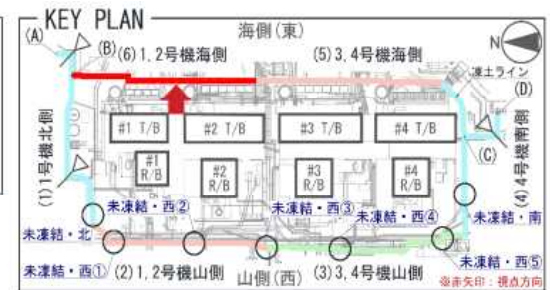 KEY PLAN
海側(東)
N
(A)
(B)
(6)1,2号機海側
(5)3,4号機海側
凍土ライン
(D)
#1 T/B
#2 T/B
#3 T/B
#4 T/B
(C)
(1)1号機北側
#1
R/B
#2
R/B
#3
R/B
#4
R/B
(4)4号機南側
未凍結・西②
未凍結・西③
未凍結・西④
未凍結・南
未凍結・北
未凍結・西①
(2)1,2号機山側
山側(西)
(3)3,4号機山側
未凍結・西⑤
※赤矢印：視点方向